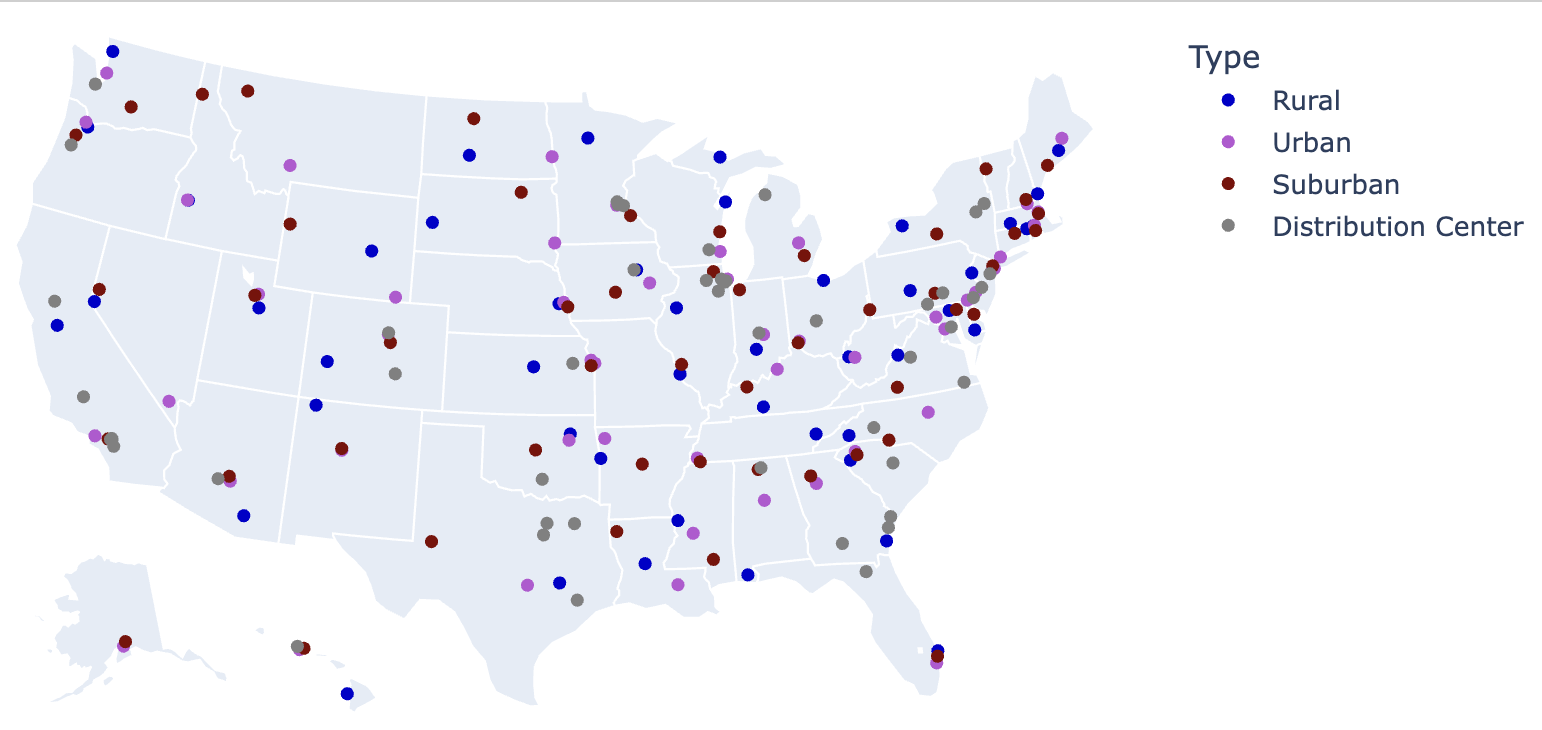 Type
Rural
Urban
Suburban
Distribution Center